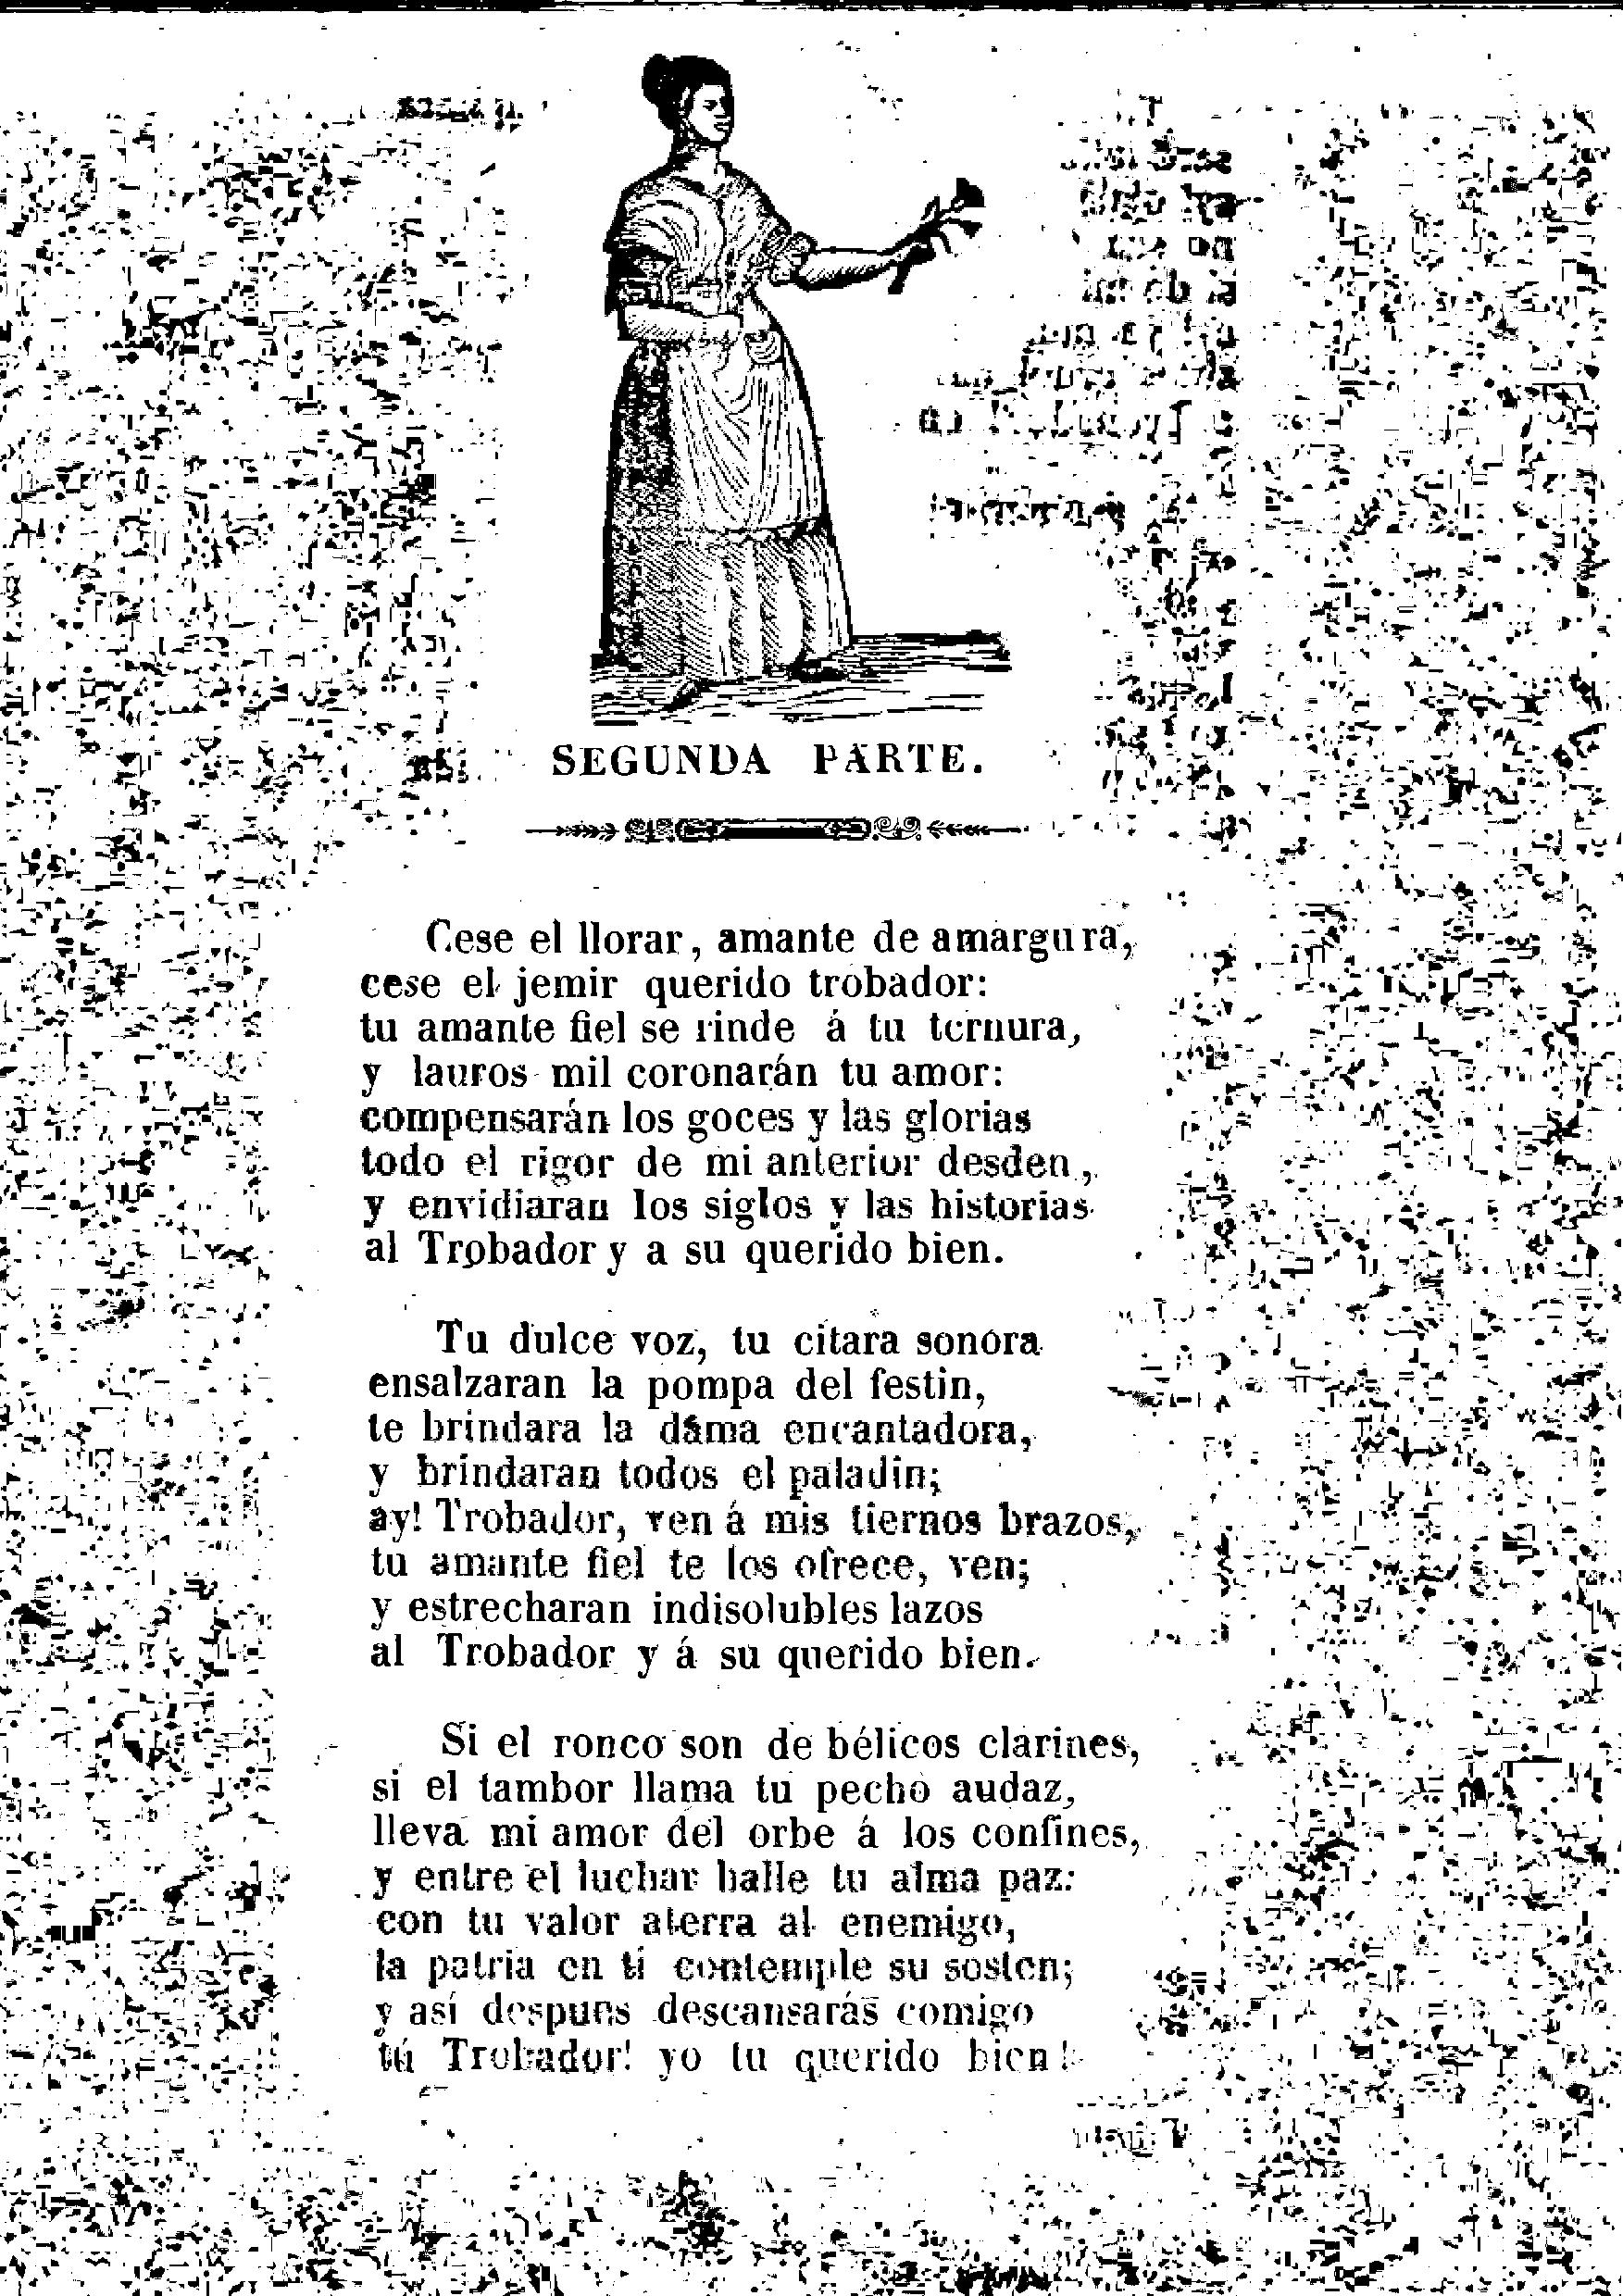 SEGUNDA PARTE.
Cese el llorar, amante de amargura,
cese el jemir querido trobador:
tu amante fiel se rinde á tu ternura,
y lauros mil coronarán tu amor:
compensarán los goces y las glorias
todo el rigor de mi anterior desden,
y envidiaran los siglos y las historias
al Trobador y a su querido bien.
Tu dulce voz, tu citara sonora
ensalzaran la pompa del festin,
te brindara la dama encantadora,
y brindaran todos el paladin;
ay! Trobador, ven á mis tiernos brazos,
tu amante fiel te los ofrece, ven;
y estrecharan indisolubles lazos
al Trobador y á su querido bien.
Si el ronco son de bélicos clarines,
si el tambor llama tu pecho audaz,
lleva mi amor del orbe á los confines,
y entre el luchar halle tu alma paz:
con tu valor aterra al enemigo,
la patria en ti contemple su sosten;
y así despues descansarás comigo
tú Trobador! yo tu querido bien!